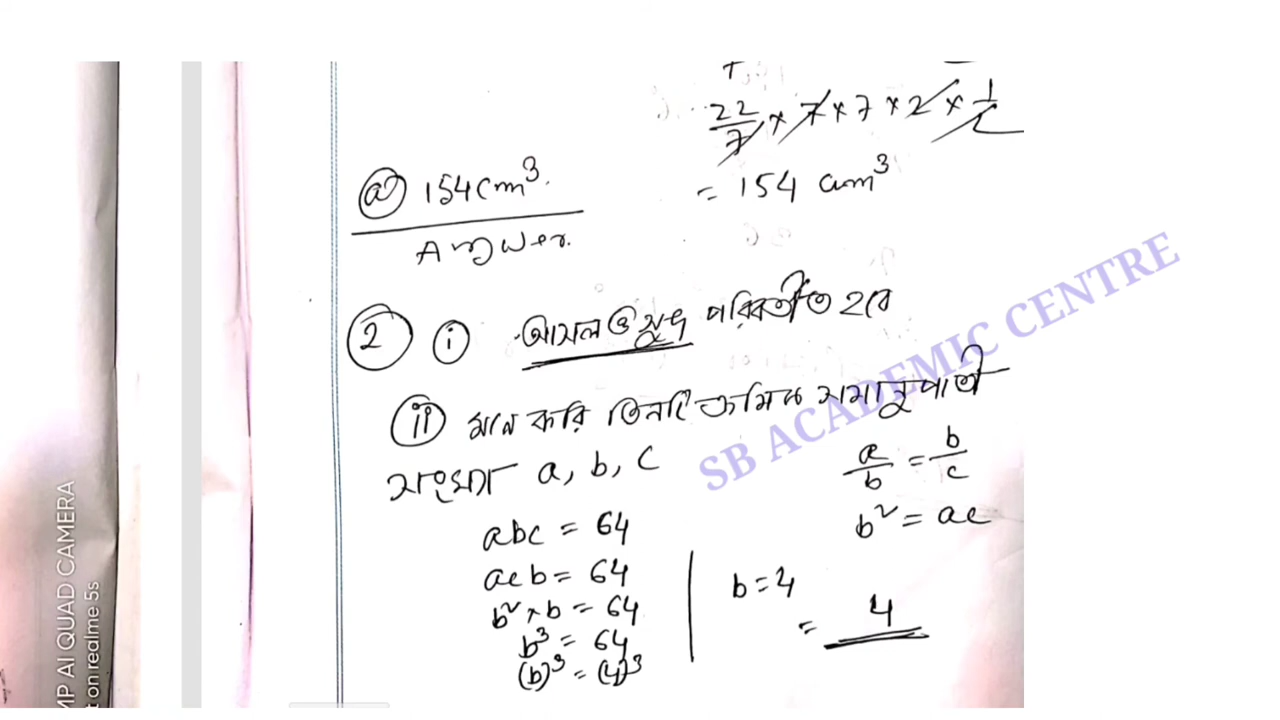 22/7 × 7 × 7 × 2 × 1/2
(a) 154 cm³.
= 154 cm³
Answer.
2 (i) আসল ও সুদ পরিবর্তীত হবে
(ii) মনে করি তিনটি ক্রমিক সমানুপাতী
সংখ্যা a, b, c
a/b = b/c
b² = ac
abc = 64
acb = 64
b² × b = 64
b³ = 64
(b)³ = (4)³
b = 4
= 4
SB ACADEMIC CENTRE
MP AI QUAD CAMERA
t on realme 5s